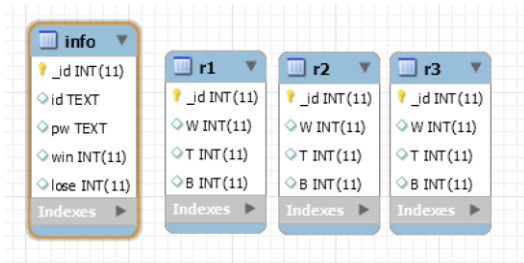 info
_id INT(11)
id TEXT
pw TEXT
win INT(11)
lose INT(11)
Indexes
r1
_id INT(11)
W INT(11)
T INT(11)
B INT(11)
Indexes
r2
_id INT(11)
W INT(11)
T INT(11)
B INT(11)
Indexes
r3
_id INT(11)
W INT(11)
T INT(11)
B INT(11)
Indexes